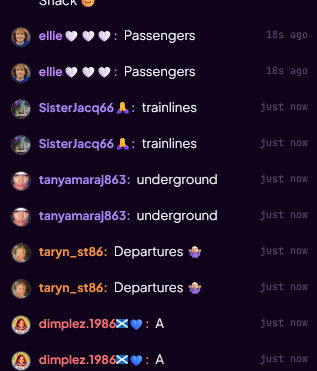 Shack 🎃
ellie🤍🤍🤍: Passengers 18s ago
ellie🤍🤍🤍: Passengers 18s ago
SisterJacq66🙏: trainlines just now
SisterJacq66🙏: trainlines just now
tanyamaraj863: underground just now
tanyamaraj863: underground just now
taryn_st86: Departures 🤷🏼‍♀️ just now
taryn_st86: Departures 🤷🏼‍♀️ just now
dimplez.1986🏴󠁧󠁢󠁳󠁣󠁴󠁿💙: A just now
dimplez.1986🏴󠁧󠁢󠁳󠁣󠁴󠁿💙: A just now